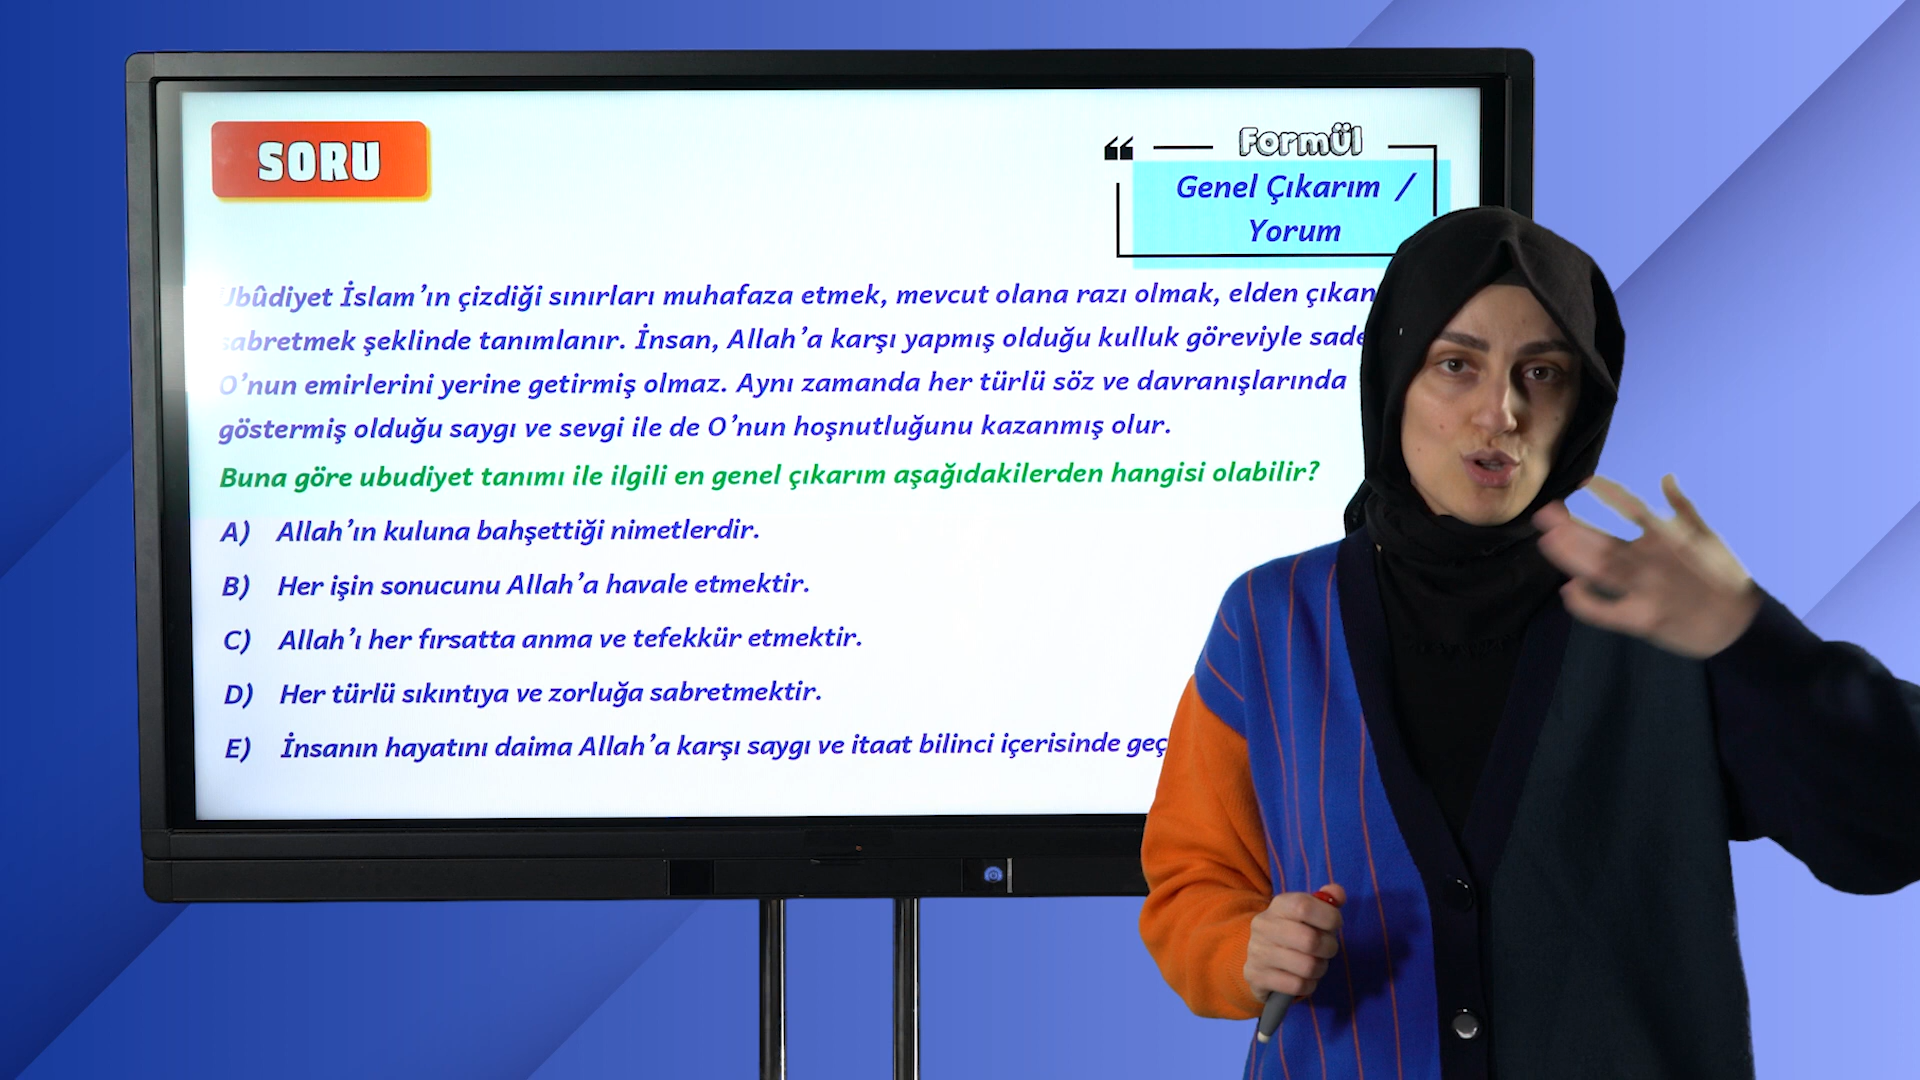 SORU
Formül
Genel Çıkarım /
Yorum
Ubûdiyet İslam’ın çizdiği sınırları muhafaza etmek, mevcut olana razı olmak, elden çıkan
sabretmek şeklinde tanımlanır. İnsan, Allah’a karşı yapmış olduğu kulluk göreviyle sade
O’nun emirlerini yerine getirmiş olmaz. Aynı zamanda her türlü söz ve davranışlarında
göstermiş olduğu saygı ve sevgi ile de O’nun hoşnutluğunu kazanmış olur.
Buna göre ubudiyet tanımı ile ilgili en genel çıkarım aşağıdakilerden hangisi olabilir?
A) Allah’ın kuluna bahşettiği nimetlerdir.
B) Her işin sonucunu Allah’a havale etmektir.
C) Allah’ı her fırsatta anma ve tefekkür etmektir.
D) Her türlü sıkıntıya ve zorluğa sabretmektir.
E) İnsanın hayatını daima Allah’a karşı saygı ve itaat bilinci içerisinde geç